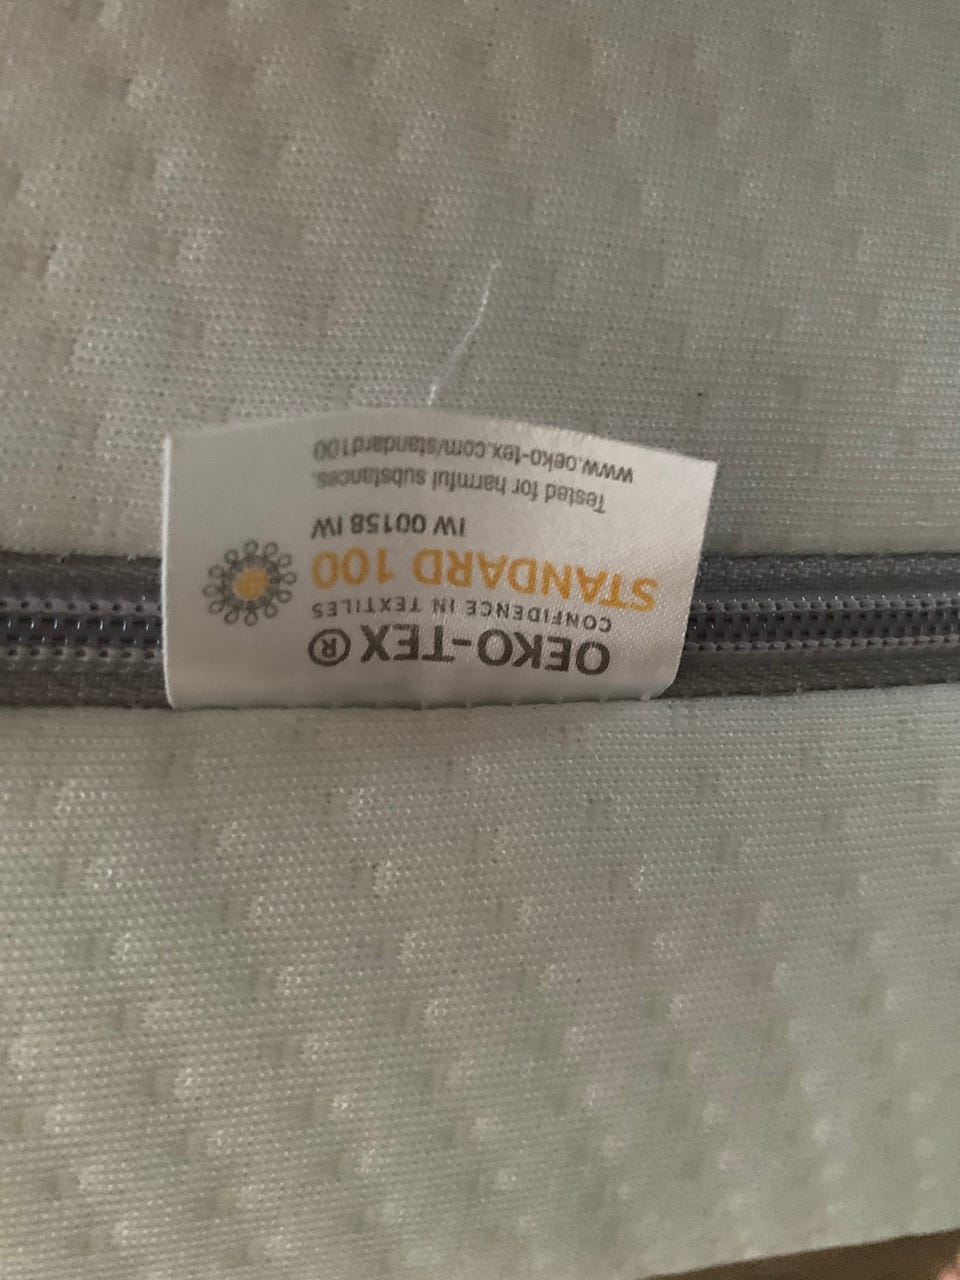 OEKO-TEX®
CONFIDENCE IN TEXTILES
STANDARD 100
IW 00158 IW
Tested for harmful substances.
www.oeko-tex.com/standard100